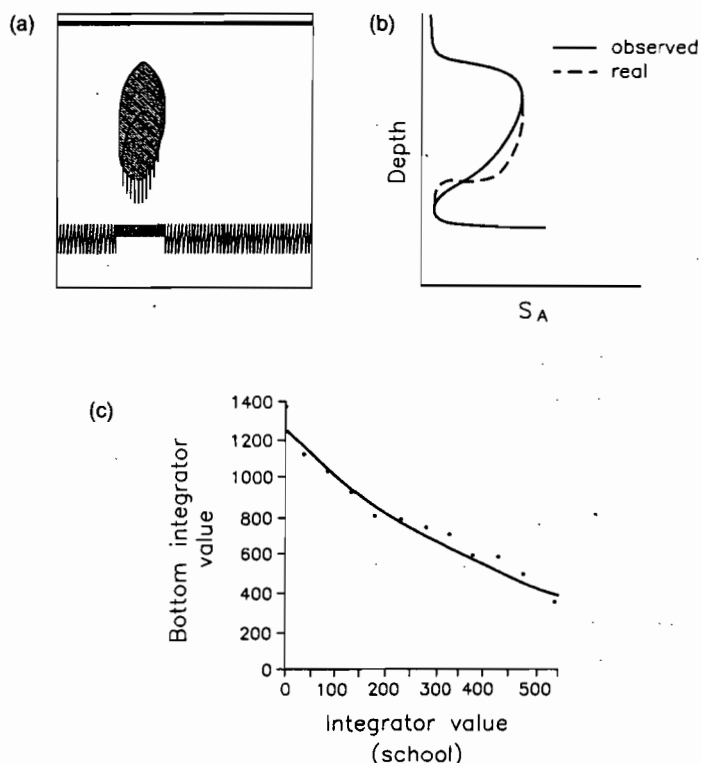 (a)
(b)
observed
real
Depth
S_A
(c)
1400
1200
1000
800
600
400
200
0
Bottom integrator
value
0 100 200 300 400 500
Integrator value
(school)